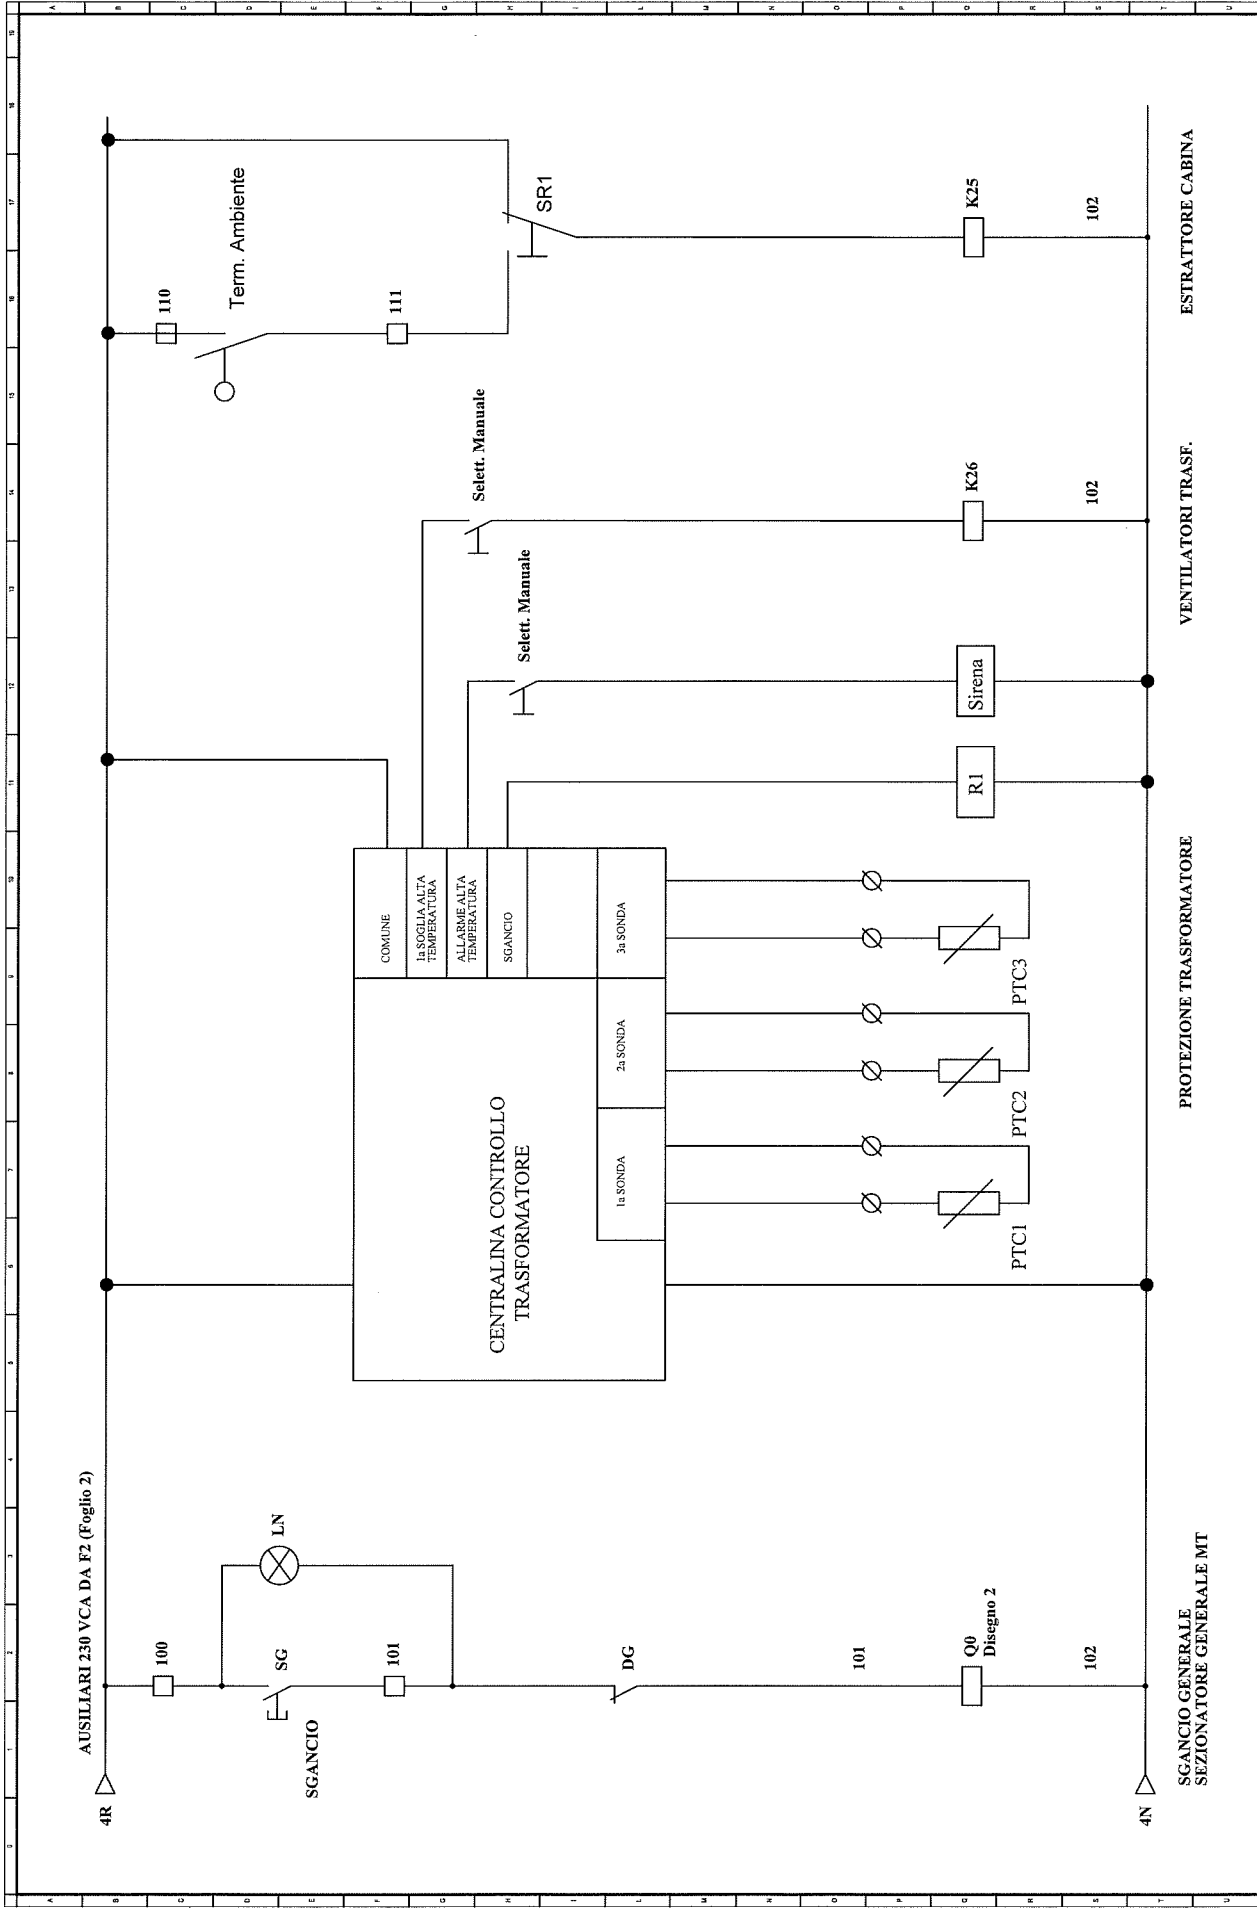 AUSILIARI 230 VCA DA F2 (Foglio 2)
4R
100
SG
SGANCIO
LN
101
DG
101
Q0
Disegno 2
102
4N
SGANCIO GENERALE
SEZIONATORE GENERALE MT
CENTRALINA CONTROLLO
TRASFORMATORE
COMUNE
1a SOGLIA ALTA
TEMPERATURA
ALLARME ALTA
TEMPERATURA
SGANCIO
1a SONDA
2a SONDA
3a SONDA
PTC1
PTC2
PTC3
PROTEZIONE TRASFORMATORE
R1
Sirena
Selett. Manuale
Selett. Manuale
K26
102
VENTILATORI TRASF.
110
Term. Ambiente
111
SR1
K25
102
ESTRATTORE CABINA